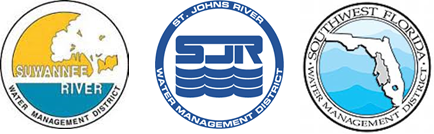 SUWANNEE
RIVER
WATER MANAGEMENT DISTRICT
ST. JOHNS RIVER
SJR
WATER MANAGEMENT DISTRICT
SOUTHWEST FLORIDA
WATER MANAGEMENT DISTRICT